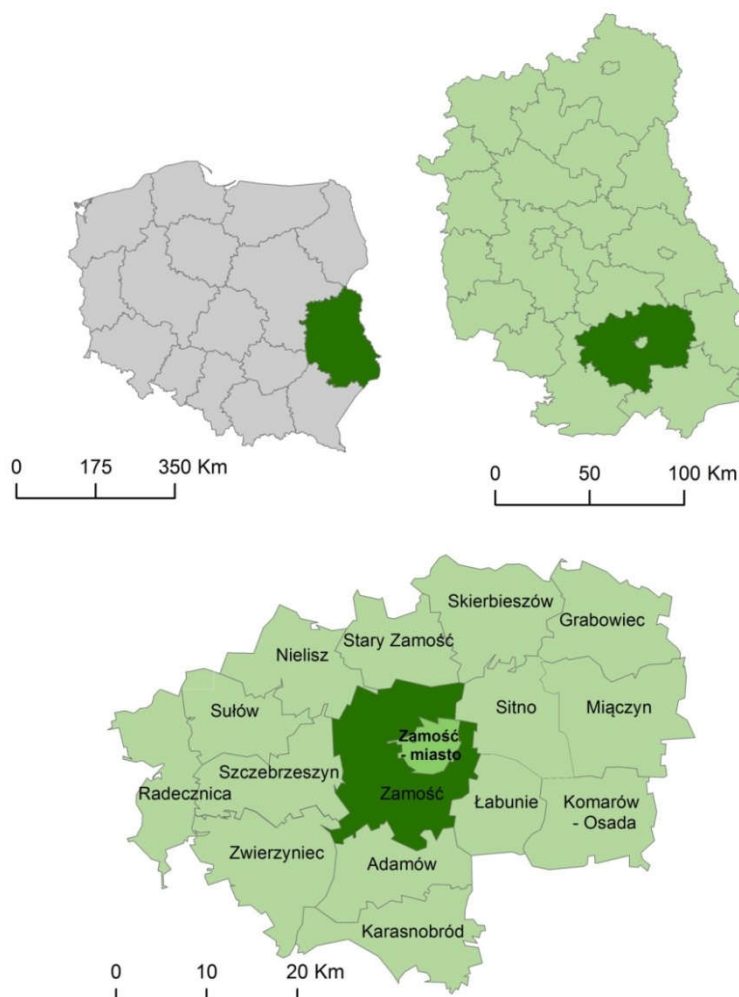 0 175 350 Km
0 50 100 Km
Skierbieszów
Grabowiec
Stary Zamość
Nielisz
Sułów
Sitno
Miączyn
Zamość
- miasto
Szczebrzeszyn
Radecznica
Zamość
Łabunie
Komarów
- Osada
Zwierzyniec
Adamów
Karasnobród
0 10 20 Km